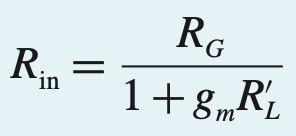 R_in = R_G / (1 + g_m R'_L)